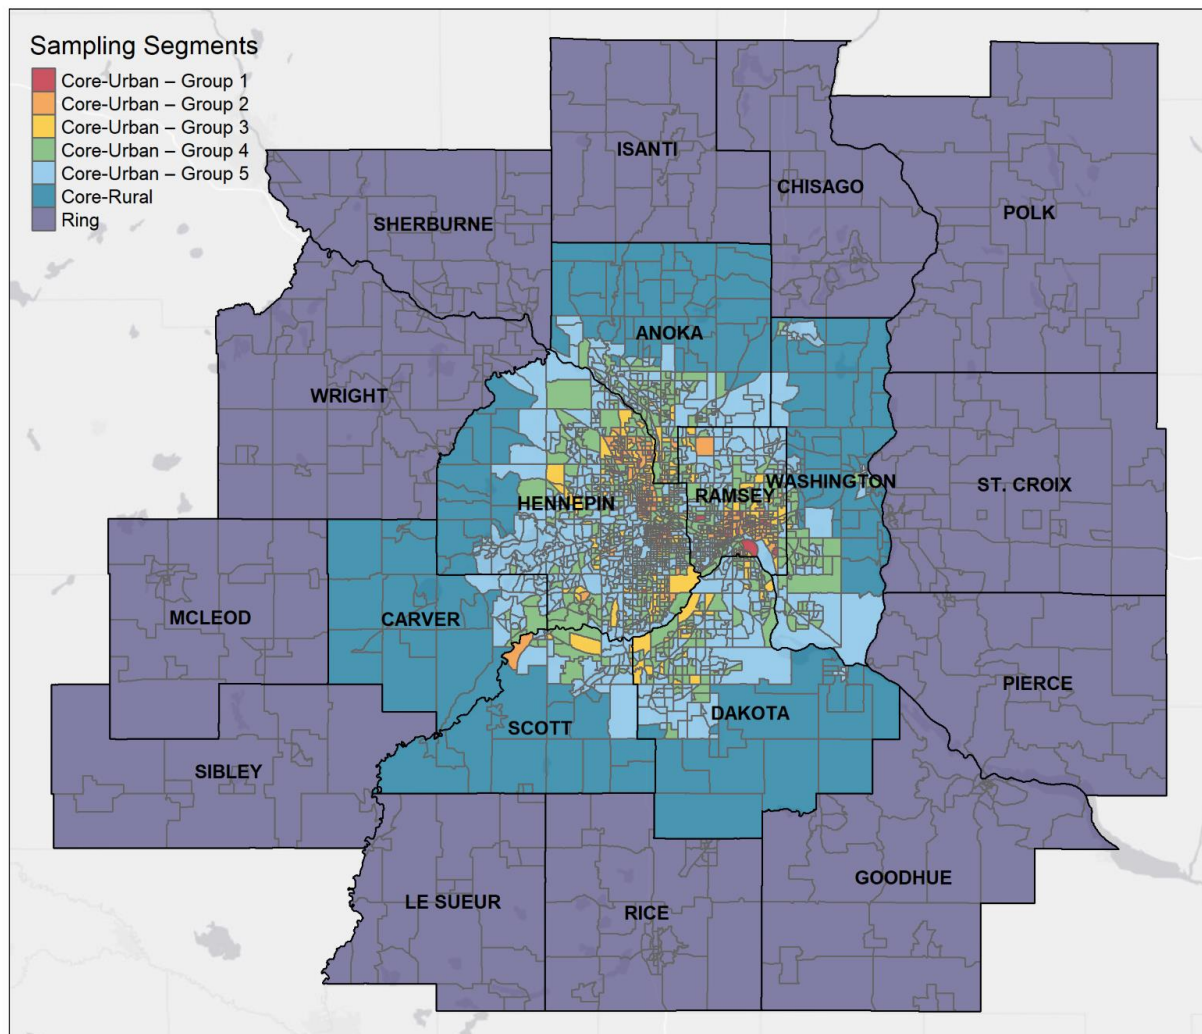 Sampling Segments
Core-Urban – Group 1
Core-Urban – Group 2
Core-Urban – Group 3
Core-Urban – Group 4
Core-Urban – Group 5
Core-Rural
Ring
ISANTI
CHISAGO
POLK
SHERBURNE
ANOKA
WRIGHT
HENNEPIN
RAMSEY
WASHINGTON
ST. CROIX
MCLEOD
CARVER
PIERCE
SCOTT
DAKOTA
SIBLEY
GOODHUE
LE SUEUR
RICE